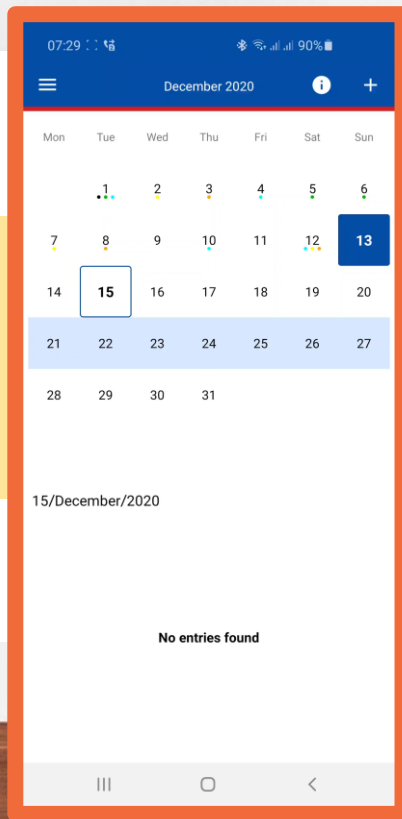 07:29 90%
December 2020
Mon Tue Wed Thu Fri Sat Sun
1 2 3 4 5 6
7 8 9 10 11 12 13
14 15 16 17 18 19 20
21 22 23 24 25 26 27
28 29 30 31
15/December/2020
No entries found